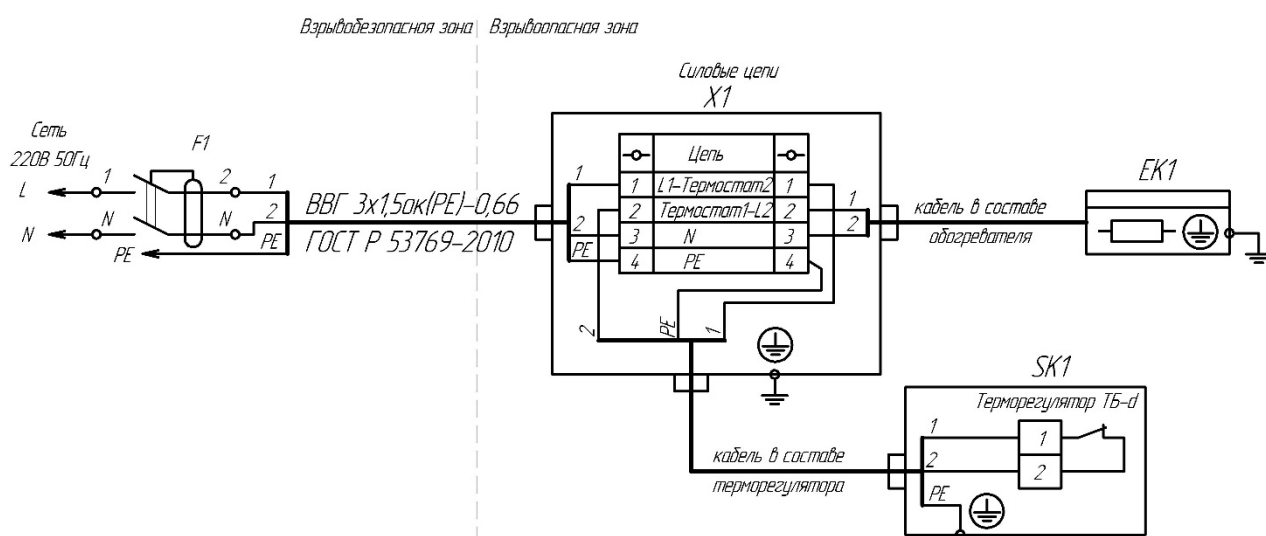 Взрывобезопасноя зона
Взрывоопасная зона
Силовые цепи
X1
Сеть
220В 50Гц
F1
L
1
2
1
N
N
N
2
PE
PE
ВВГ 3х1,5ок(PE)-0,66
ГОСТ Р 53769-2010
1
2
PE
Цепь
1 L1-Термостат2 1
2 Термостат1-L2 2
3 N 3
4 PE 4
1
2
кабель в составе
обогревателя
EK1
2
PE
1
SK1
Терморегулятор ТБ-d
1
2
PE
1
2
кабель в составе
терморегулятора